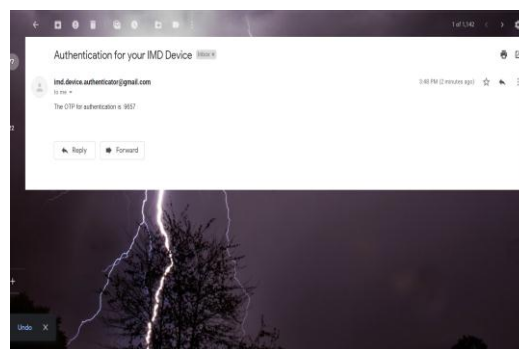 1 of 1,142
Authentication for your IMD Device Inbox ×
imd.device.authenticator@gmail.com
3:48 PM (2 minutes ago)
to me
The OTP for authentication is :9857
Reply Forward
Undo X